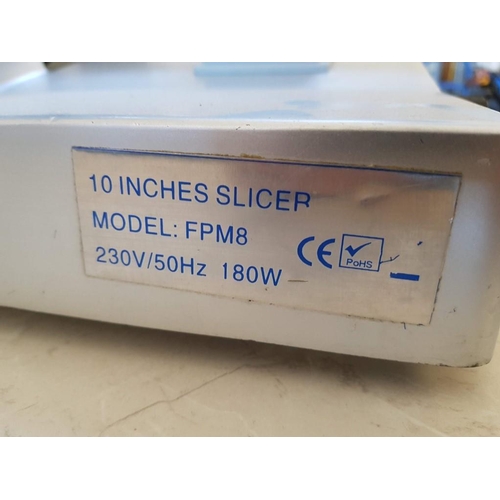 10 INCHES SLICER
MODEL: FPM8
230V/50Hz 180W
CE
PoHS